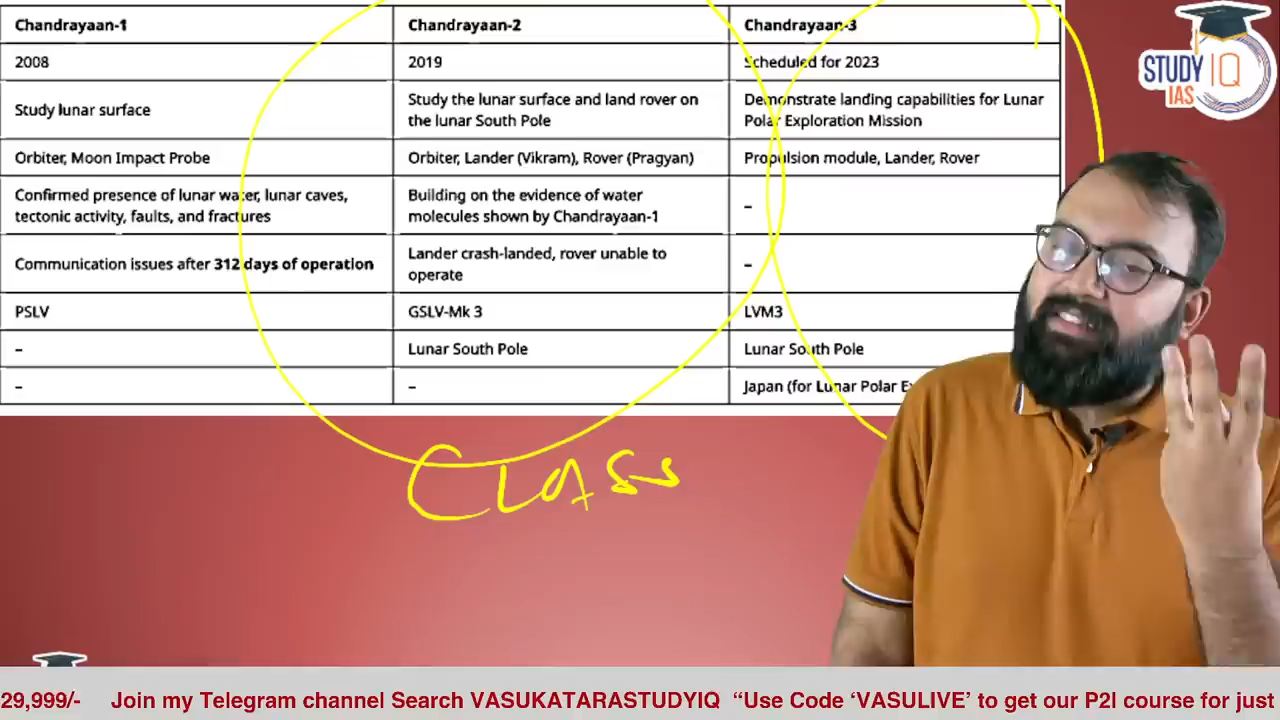 Chandrayaan-1 Chandrayaan-2 Chandrayaan-3
2008 2019 Scheduled for 2023
Study lunar surface
Study the lunar surface and land rover on
the lunar South Pole
Demonstrate landing capabilities for Lunar
Polar Exploration Mission
Orbiter, Moon Impact Probe Orbiter, Lander (Vikram), Rover (Pragyan) Propulsion module, Lander, Rover
Confirmed presence of lunar water, lunar caves,
tectonic activity, faults, and fractures
Building on the evidence of water
molecules shown by Chandrayaan-1
–
Communication issues after 312 days of operation
Lander crash-landed, rover unable to
operate
–
PSLV GSLV-Mk 3 LVM3
– Lunar South Pole Lunar South Pole
– – Japan (for Lunar Polar
STUDY IQ
IAS
Class
29,999/- Join my Telegram channel Search VASUKATARASTUDYIQ “Use Code ‘VASULIVE’ to get our P2I course for just